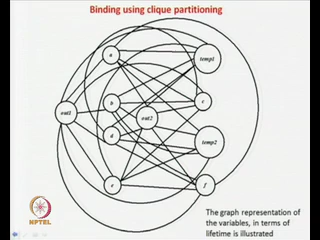 Binding using clique partitioning
a
temp1
out1
b
out2
c
d
temp2
e
f
The graph representation of
the variables, in terms of
lifetime is illustrated
NPTEL